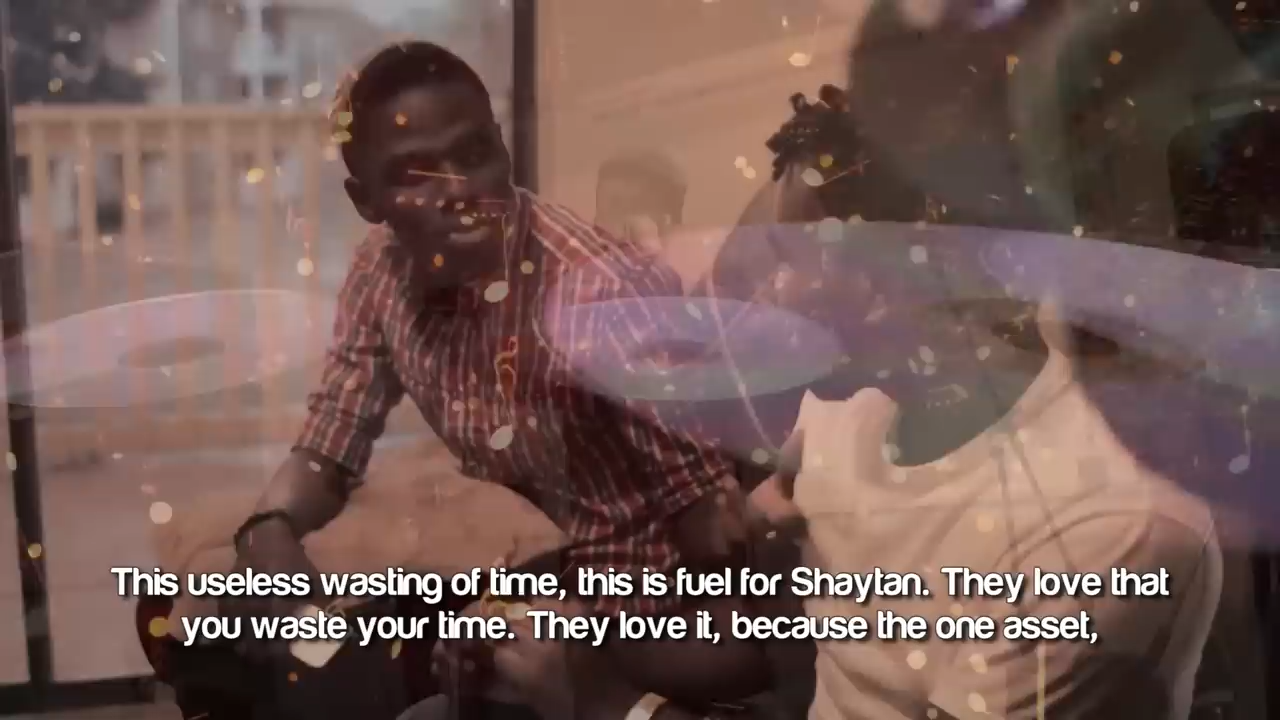 This useless wasting of time, this is fuel for Shaytan. They love that
you waste your time. They love it, because the one asset,